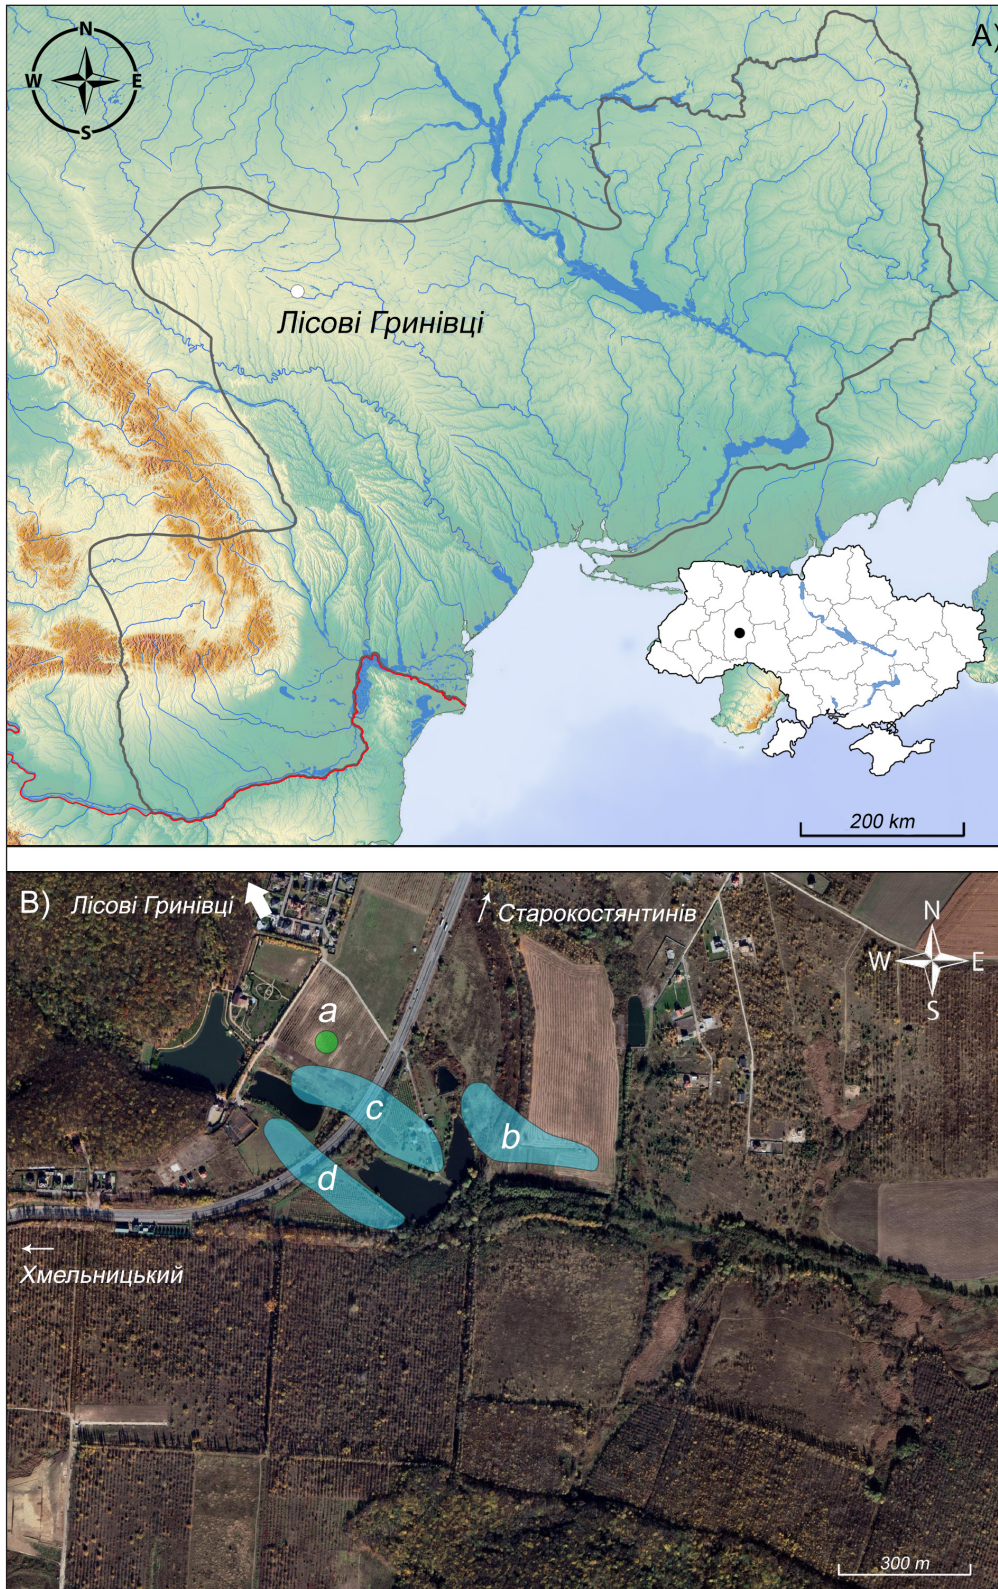 A)
N
W E
S
Лісові Гринівці
200 km
B)
Лісові Гринівці
Старокостянтинів
N
W E
S
a
c
b
d
Хмельницький
300 m